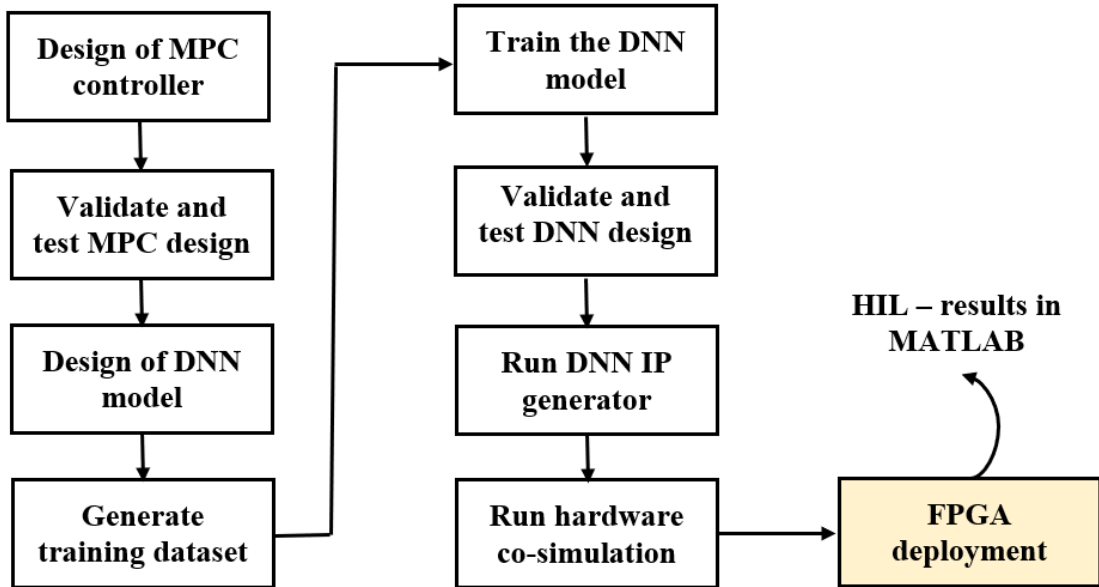 Design of MPC
controller
Validate and
test MPC design
Design of DNN
model
Generate
training dataset
Train the DNN
model
Validate and
test DNN design
Run DNN IP
generator
Run hardware
co-simulation
HIL – results in
MATLAB
FPGA
deployment